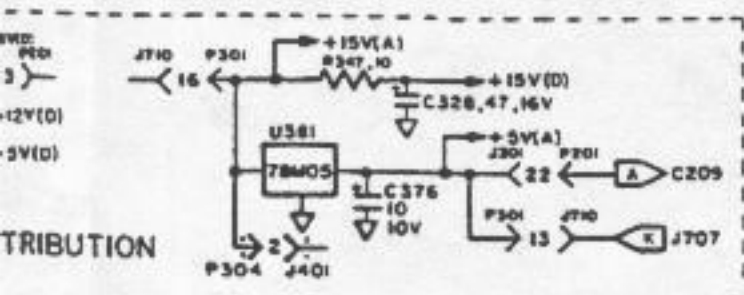 J710 P301 +15V(A)
3 16 R347,10 +15V(D)
C328,47,16V
+12V(D)
U381 +5V(A)
+5V(D) J201 P201
78M05 22 A C209
C376
10 P301 J710
10V
TRIBUTION 2 13 K J707
P304 J401